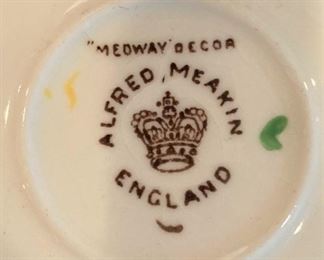 "MEDWAY" DECOR
ALFRED MEAKIN
ENGLAND